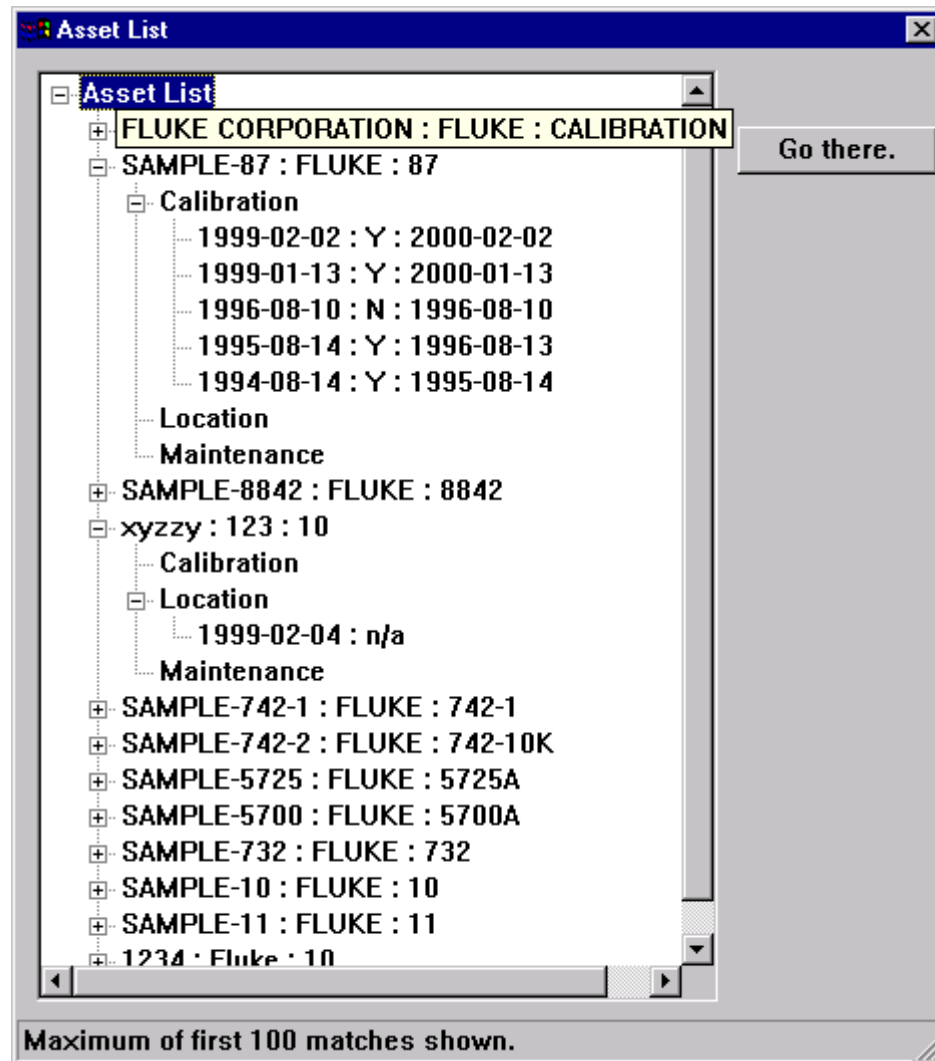 Asset List
Asset List
FLUKE CORPORATION : FLUKE : CALIBRATION
Go there.
SAMPLE-87 : FLUKE : 87
Calibration
1999-02-02 : Y : 2000-02-02
1999-01-13 : Y : 2000-01-13
1996-08-10 : N : 1996-08-10
1995-08-14 : Y : 1996-08-13
1994-08-14 : Y : 1995-08-14
Location
Maintenance
SAMPLE-8842 : FLUKE : 8842
xyzzy : 123 : 10
Calibration
Location
1999-02-04 : n/a
Maintenance
SAMPLE-742-1 : FLUKE : 742-1
SAMPLE-742-2 : FLUKE : 742-10K
SAMPLE-5725 : FLUKE : 5725A
SAMPLE-5700 : FLUKE : 5700A
SAMPLE-732 : FLUKE : 732
SAMPLE-10 : FLUKE : 10
SAMPLE-11 : FLUKE : 11
1234 : Fluke : 10
Maximum of first 100 matches shown.